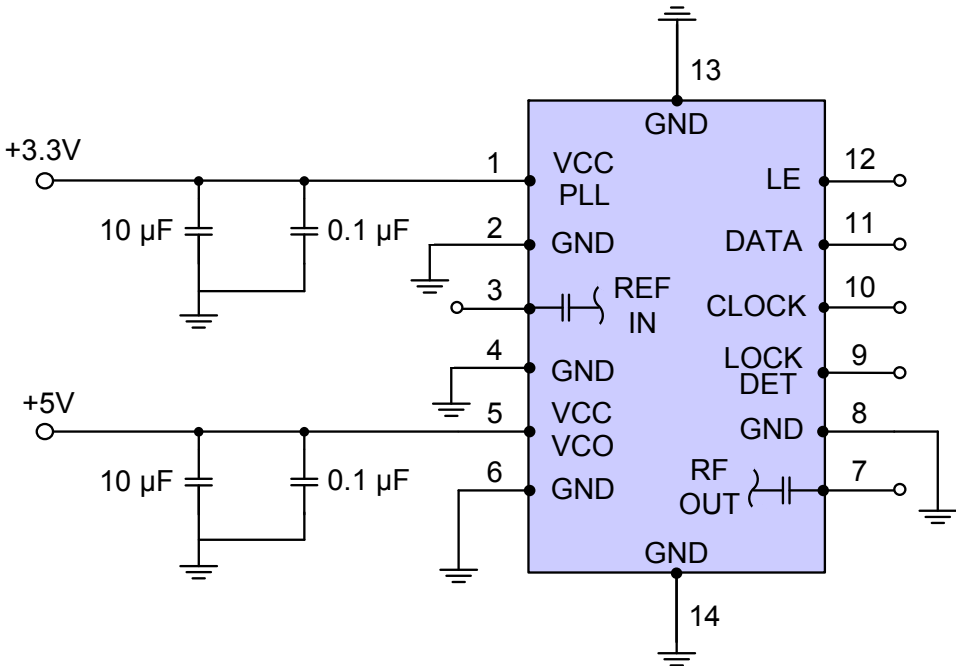 13
GND
+3.3V
1
VCC
PLL
LE
12
10 µF
0.1 µF
2
GND
DATA
11
3
REF
IN
CLOCK
10
4
GND
LOCK
DET
9
+5V
5
VCC
VCO
GND
8
10 µF
0.1 µF
6
GND
RF
OUT
7
GND
14